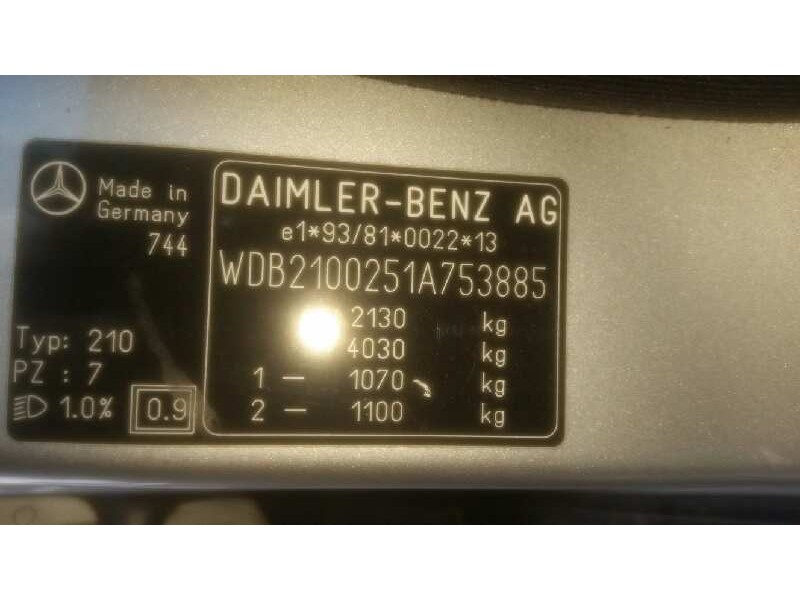 Made in
Germany
744
Typ: 210
PZ : 7
1.0% 0.9
DAIMLER-BENZ AG
e1*93/81*0022*13
WDB2100251A753885
2130 kg
4030 kg
1 — 1070 kg
2 — 1100 kg